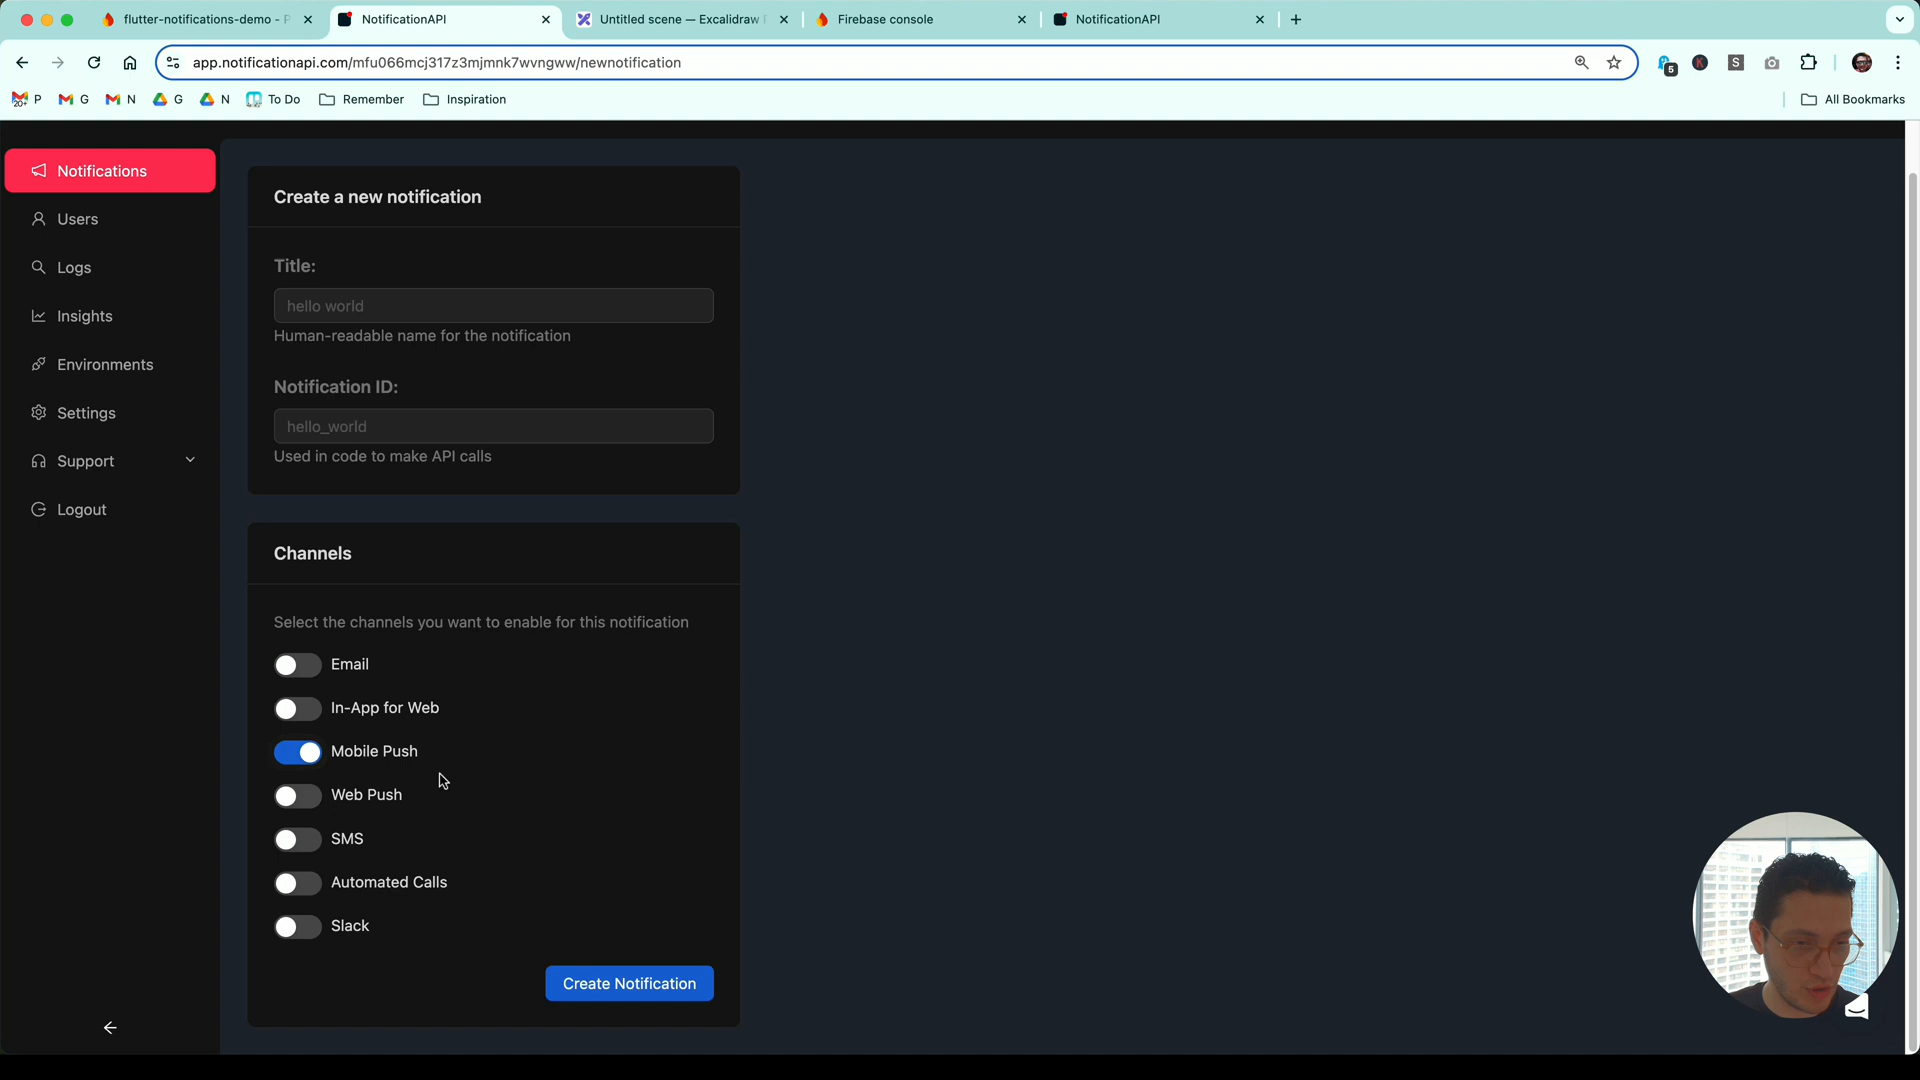 flutter-notifications-demo - P
NotificationAPI
Untitled scene — Excalidraw
Firebase console
NotificationAPI
app.notificationapi.com/mfu066mcj317z3mjmnk7wvngww/newnotification
5
K
S
20+
P
G
N
G
N
To Do
Remember
Inspiration
All Bookmarks
Notifications
Users
Logs
Insights
Environments
Settings
Support
Logout
Create a new notification
Title:
hello world
Human-readable name for the notification
Notification ID:
hello_world
Used in code to make API calls
Channels
Select the channels you want to enable for this notification
Email
In-App for Web
Mobile Push
Web Push
SMS
Automated Calls
Slack
Create Notification